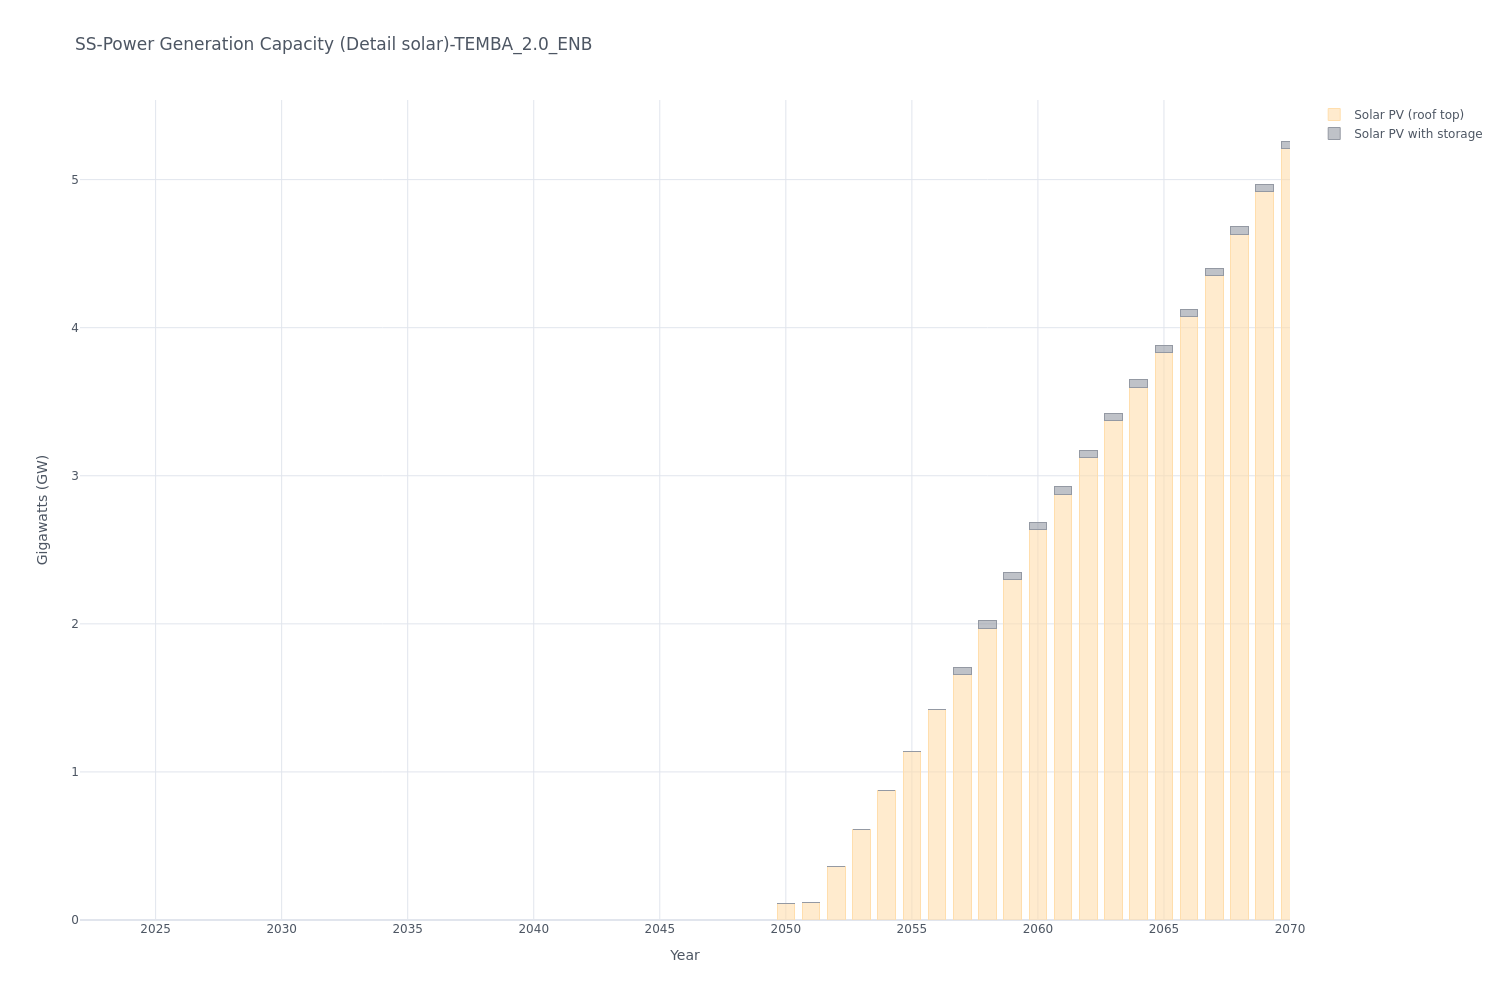 SS-Power Generation Capacity (Detail solar)-TEMBA_2.0_ENB
Solar PV (roof top)
Solar PV with storage
5
4
3
2
1
0
Gigawatts (GW)
2025 2030 2035 2040 2045 2050 2055 2060 2065 2070
Year